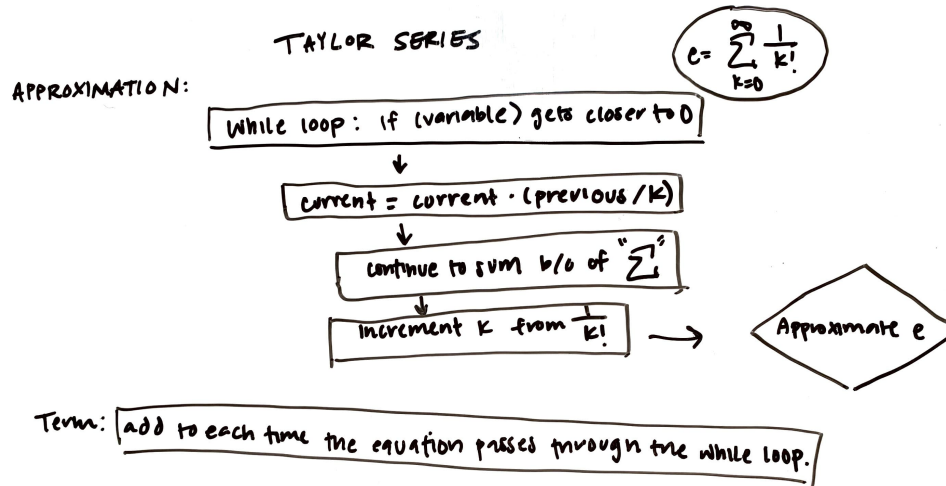 TAYLOR SERIES
e= ∞ ∑ k=0 1/k!
APPROXIMATION:
While loop: if (variable) gets closer to 0
↓
current = current · (previous /k)
↓
continue to sum b/c of "∑"
↓
Increment k from 1/k! → Approximate e
Term: add to each time the equation passes through the while loop.